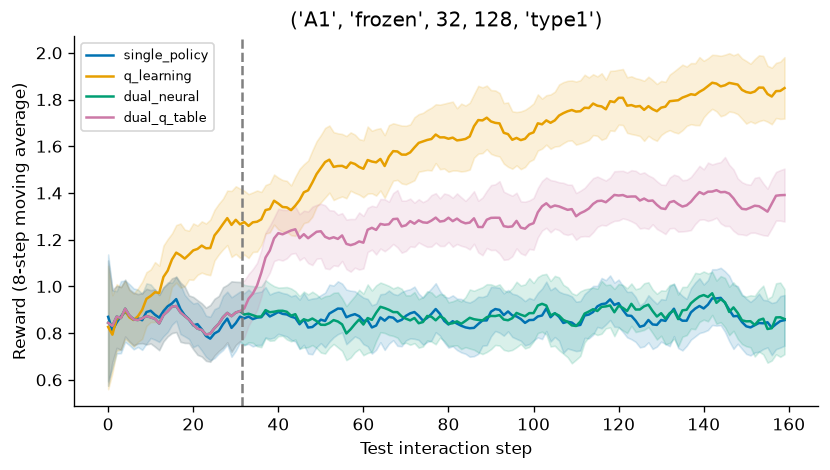 ('A1', 'frozen', 32, 128, 'type1')
Reward (8-step moving average)
2.0
1.8
1.6
1.4
1.2
1.0
0.8
0.6
single_policy
q_learning
dual_neural
dual_q_table
0 20 40 60 80 100 120 140 160
Test interaction step